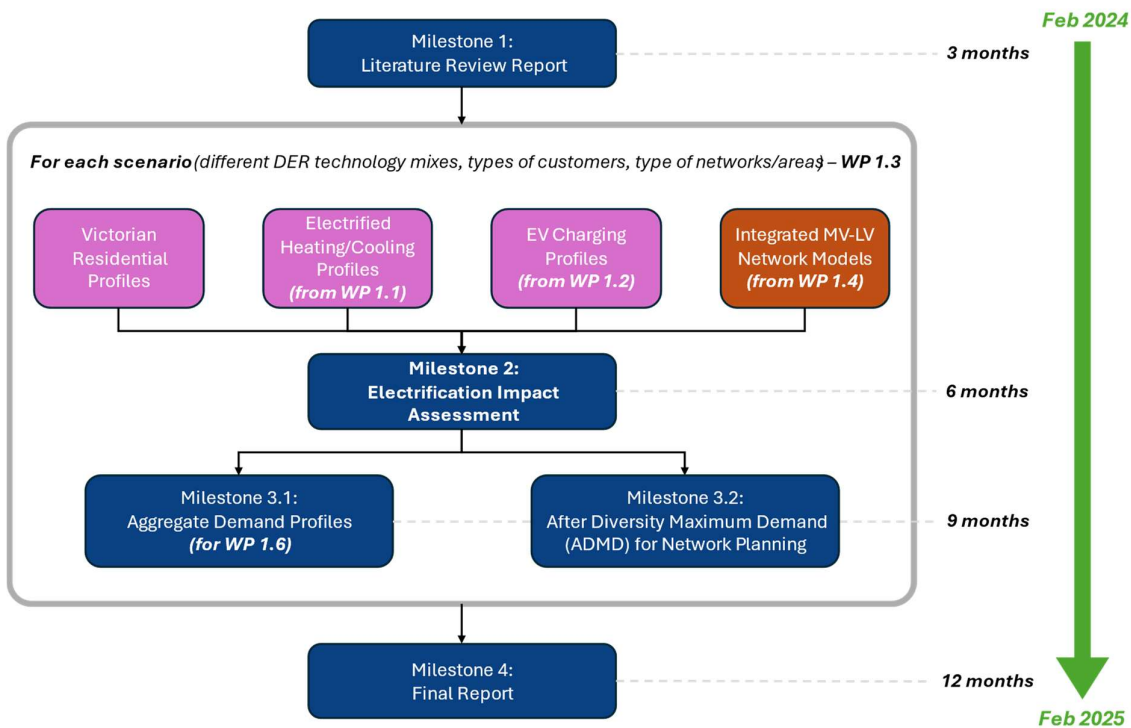 Feb 2024
Milestone 1:
Literature Review Report
3 months
For each scenario (different DER technology mixes, types of customers, type of networks/areas) – WP 1.3
Victorian
Residential
Profiles
Electrified
Heating/Cooling
Profiles
(from WP 1.1)
EV Charging
Profiles
(from WP 1.2)
Integrated MV-LV
Network Models
(from WP 1.4)
Milestone 2:
Electrification Impact
Assessment
6 months
Milestone 3.1:
Aggregate Demand Profiles
(for WP 1.6)
Milestone 3.2:
After Diversity Maximum Demand
(ADMD) for Network Planning
9 months
Milestone 4:
Final Report
12 months
Feb 2025